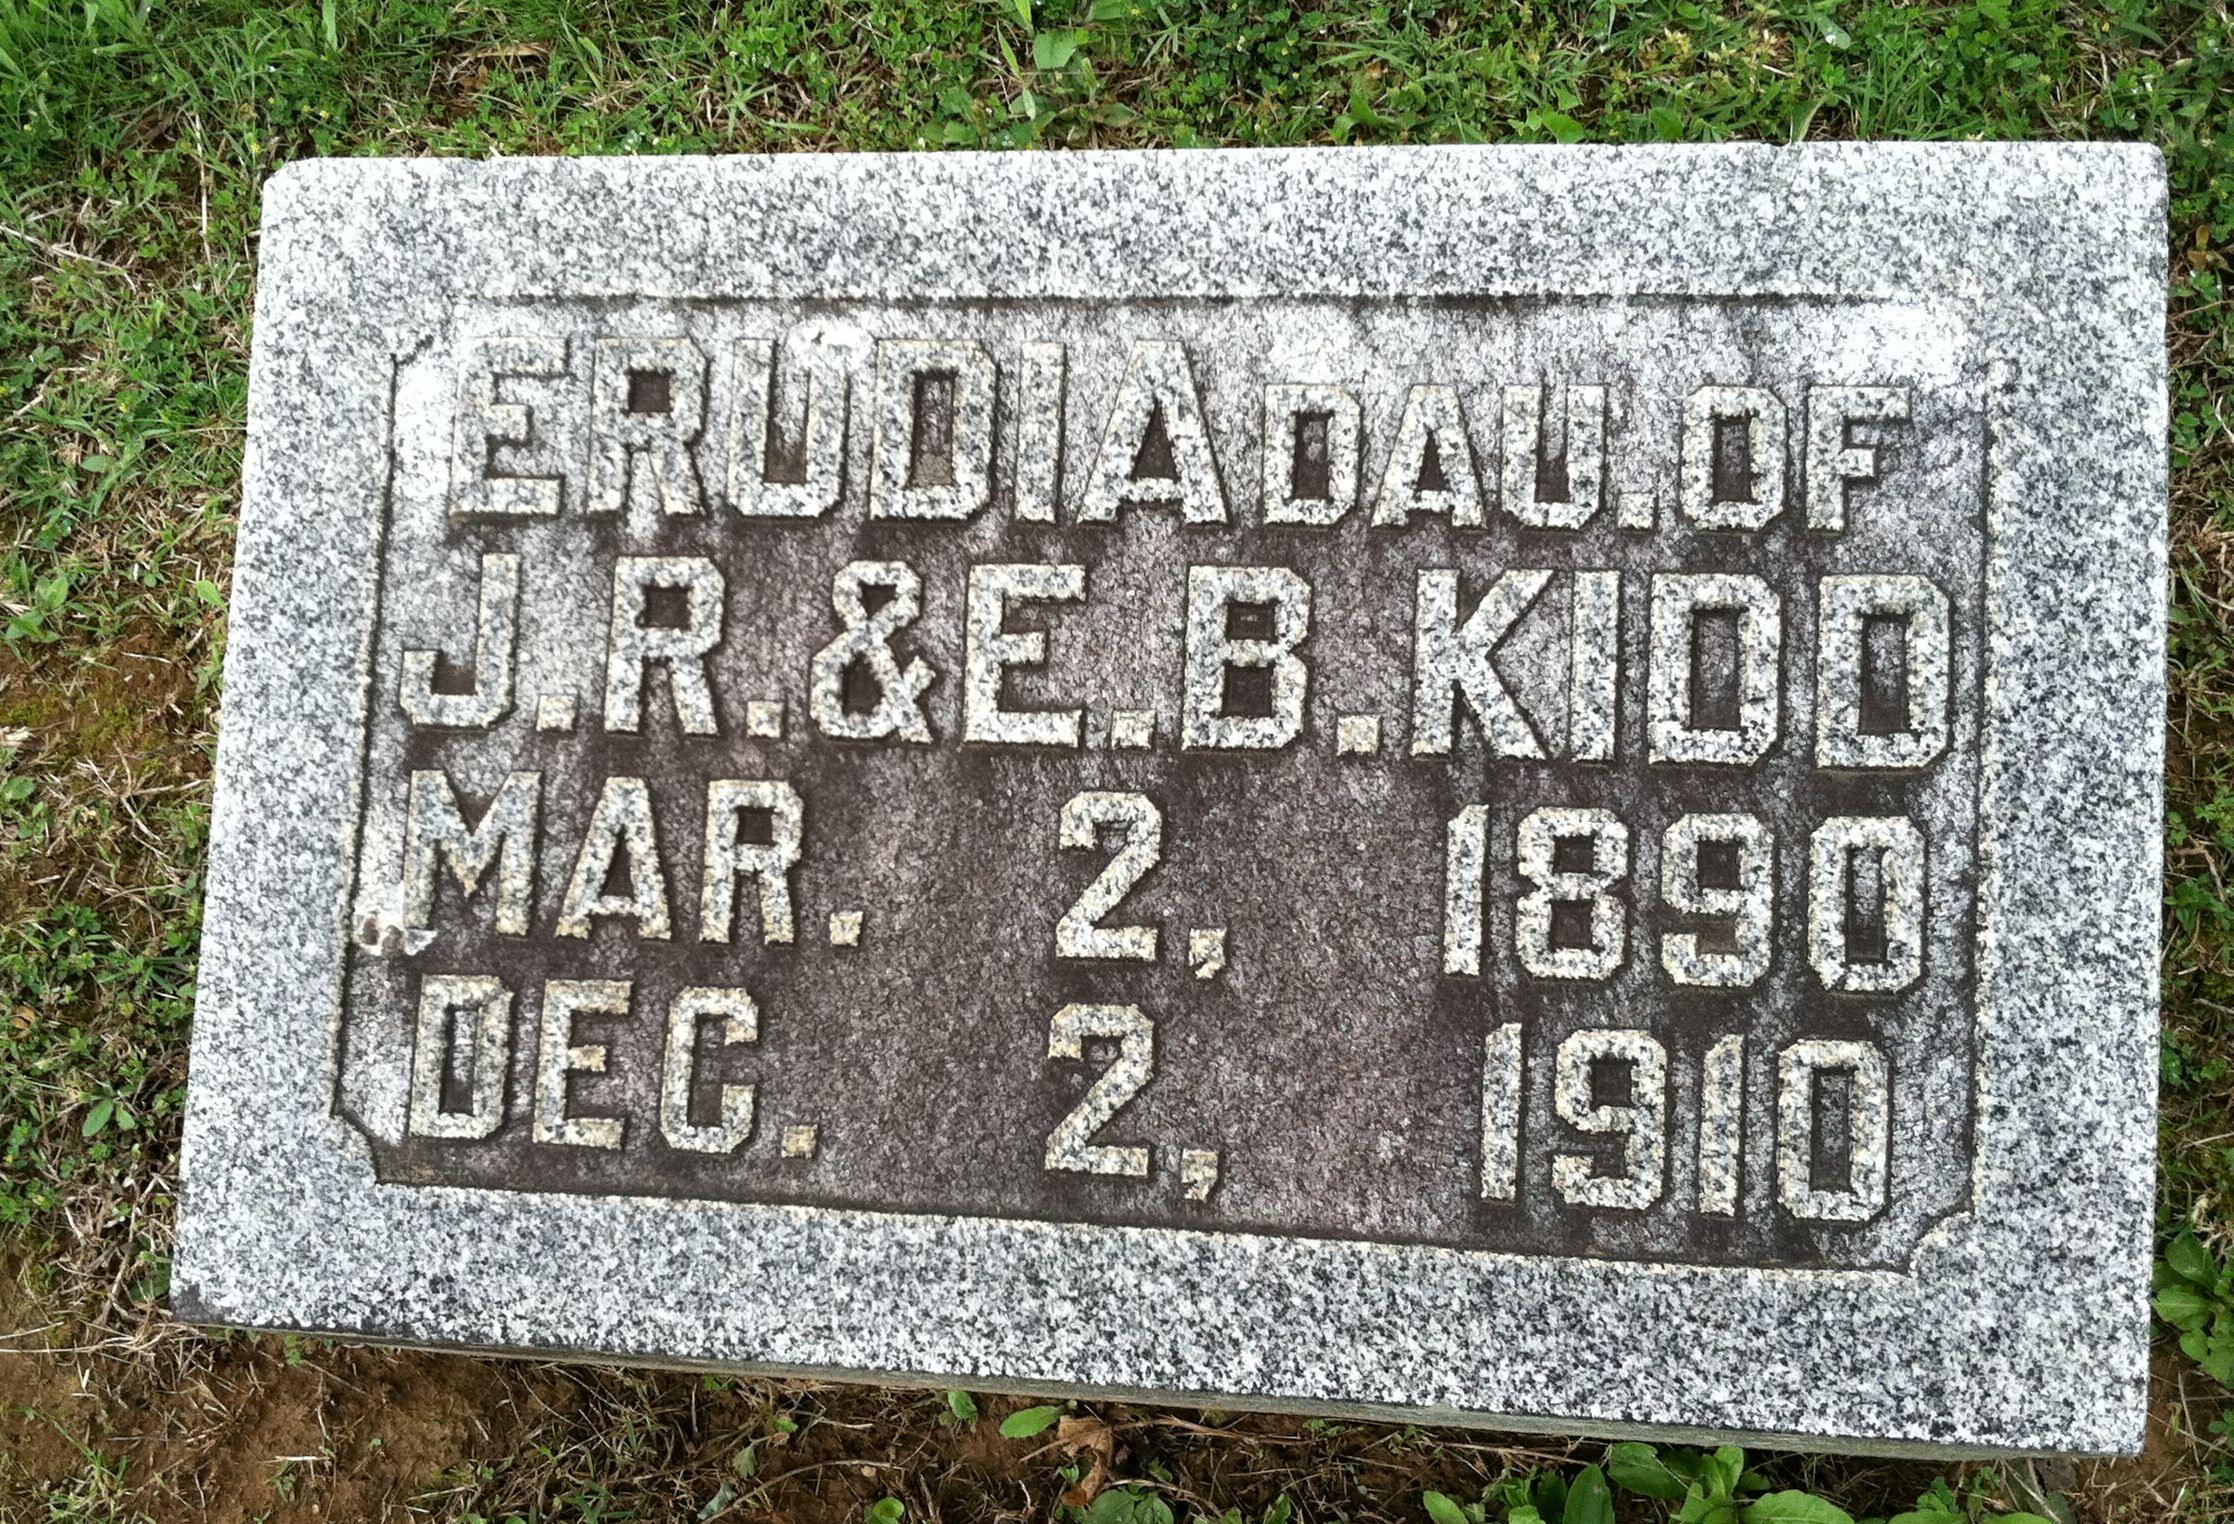 ERUDIA DAU. OF
J. R. & E. B. KIDD
MAR. 2, 1890
DEC. 2, 1910